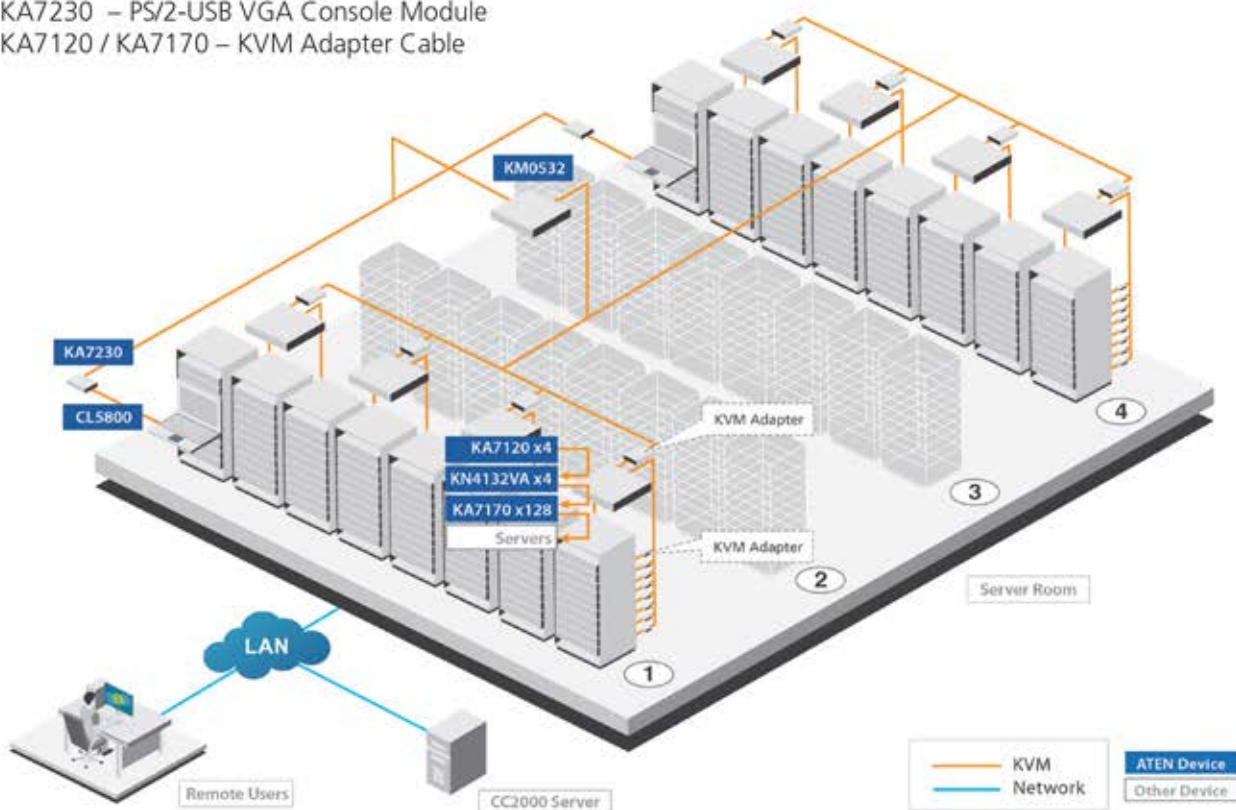 KA7230 – PS/2-USB VGA Console Module
KA7120 / KA7170 – KVM Adapter Cable
KM0532
KA7230
CL5800
KVM Adapter
KA7120 x4
KN4132VA x4
KA7170 x128
Servers
KVM Adapter
4
3
2
1
Server Room
LAN
Remote Users
CC2000 Server
KVM
Network
ATEN Device
Other Device